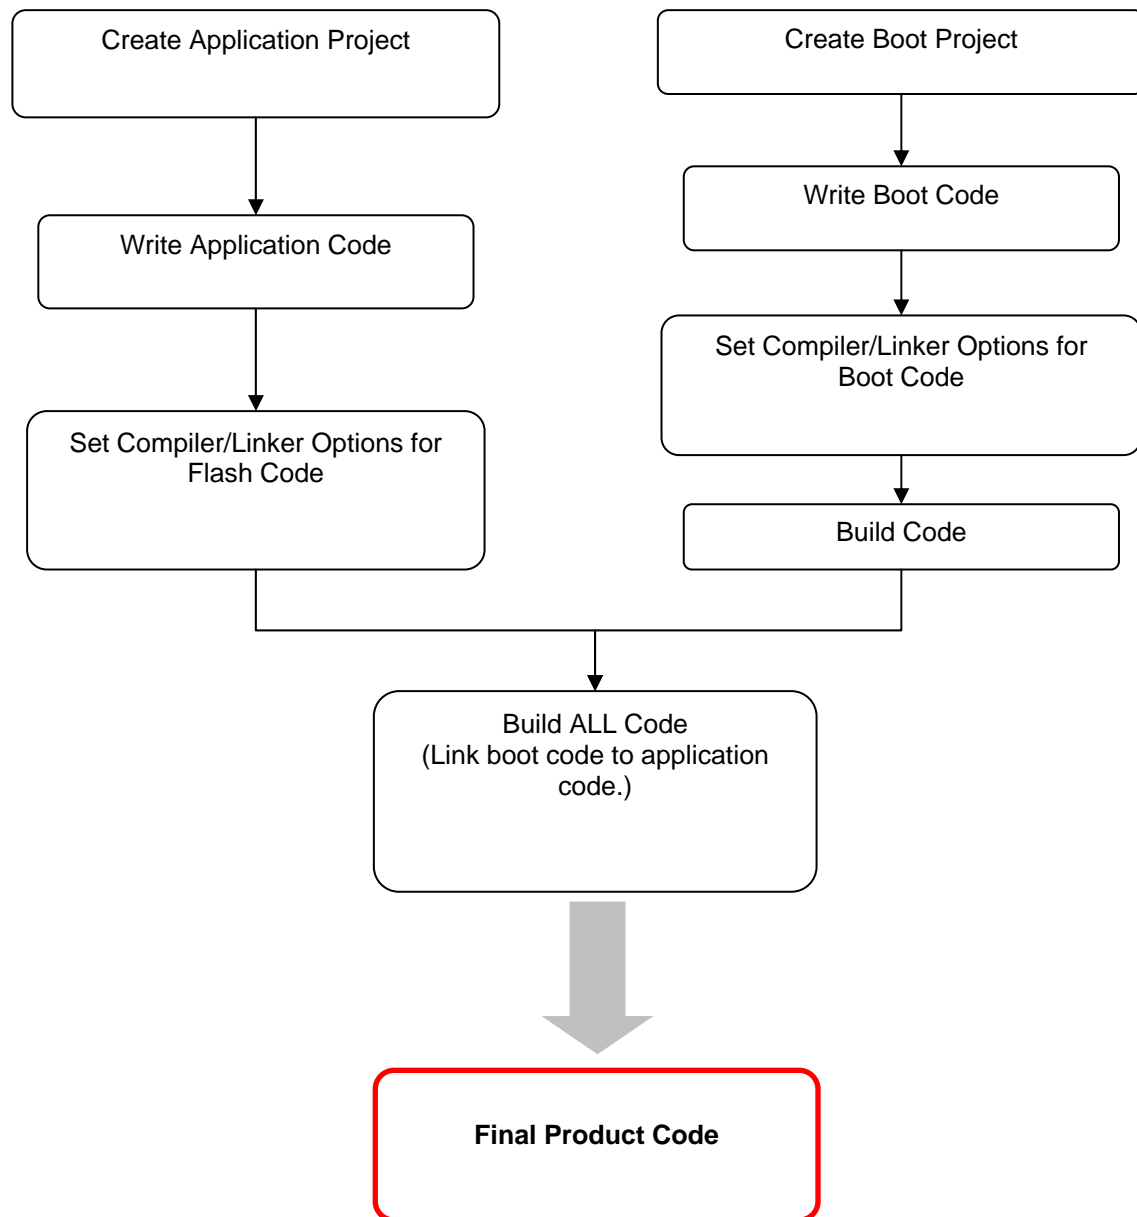 Create Application Project
Create Boot Project
Write Boot Code
Write Application Code
Set Compiler/Linker Options for
Boot Code
Set Compiler/Linker Options for
Flash Code
Build Code
Build ALL Code
(Link boot code to application
code.)
Final Product Code